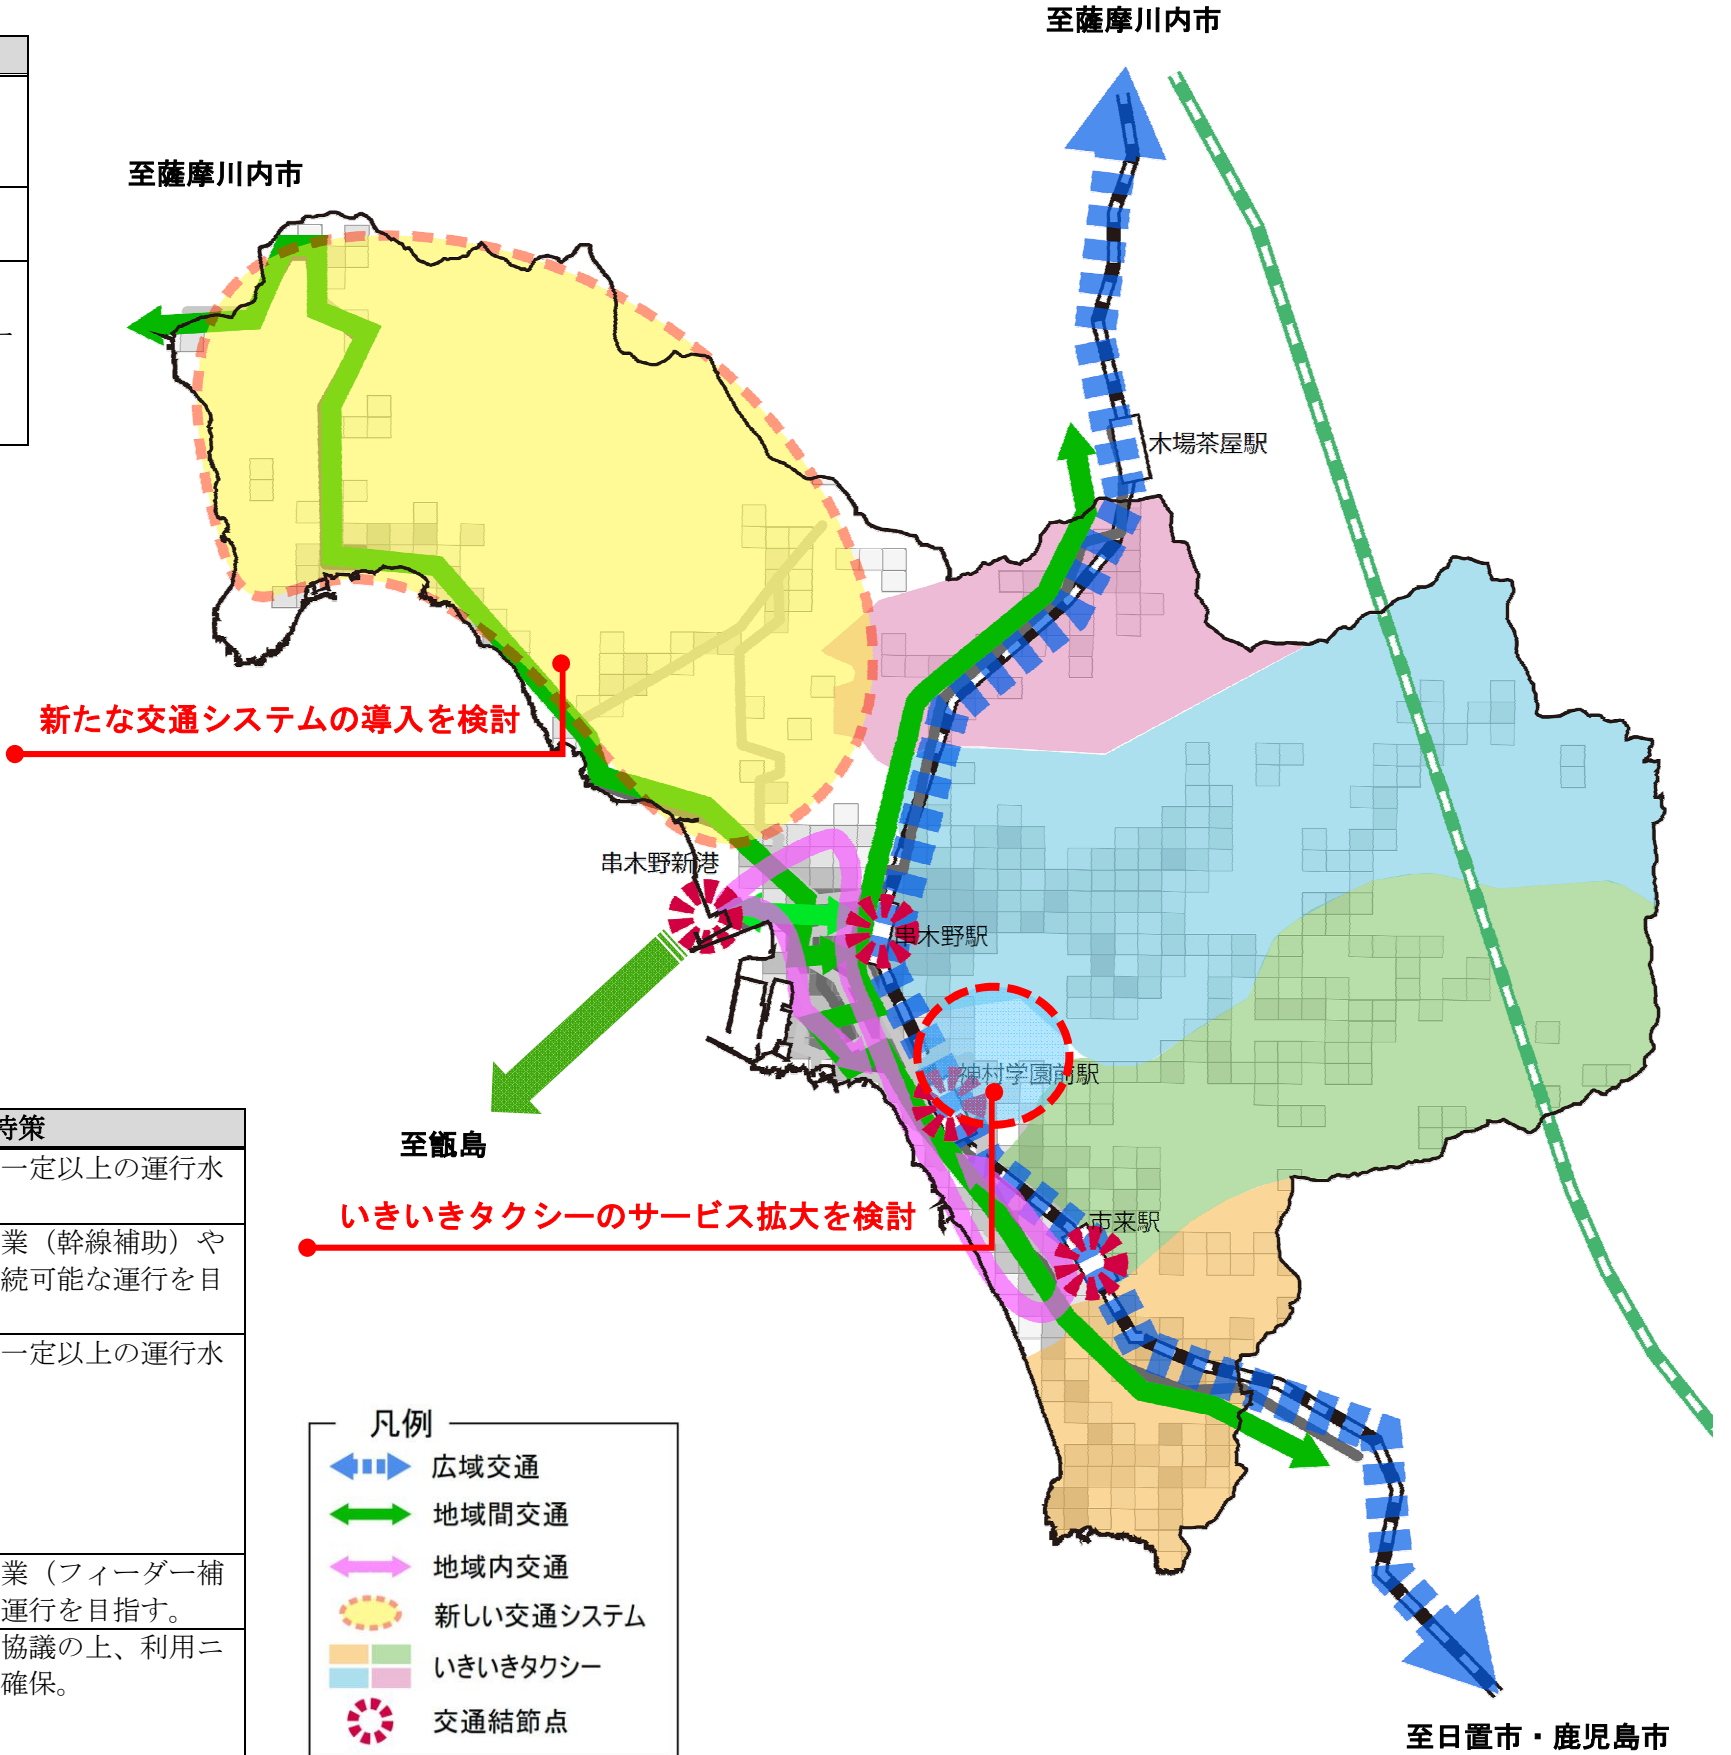 至薩摩川内市
至薩摩川内市
ー
木場茶屋駅
新たな交通システムの導入を検討
串木野新港
串木野駅
神村学園前駅
至甑島
いきいきタクシーのサービス拡大を検討
市来駅
持策
一定以上の運行水
業（幹線補助）や
続可能な運行を目
一定以上の運行水
業（フィーダー補
運行を目指す。
協議の上、利用ニ
確保。
凡例
広域交通
地域間交通
地域内交通
新しい交通システム
いきいきタクシー
交通結節点
至日置市・鹿児島市